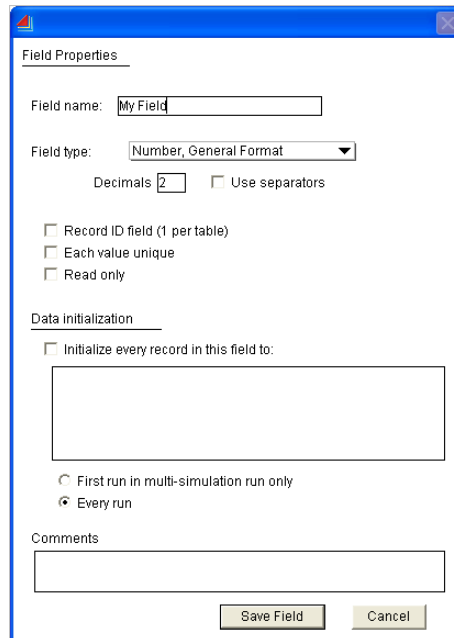 Field Properties
Field name: My Field
Field type: Number, General Format
Decimals 2 Use separators
Record ID field (1 per table)
Each value unique
Read only
Data initialization
Initialize every record in this field to:
First run in multi-simulation run only
Every run
Comments
Save Field Cancel